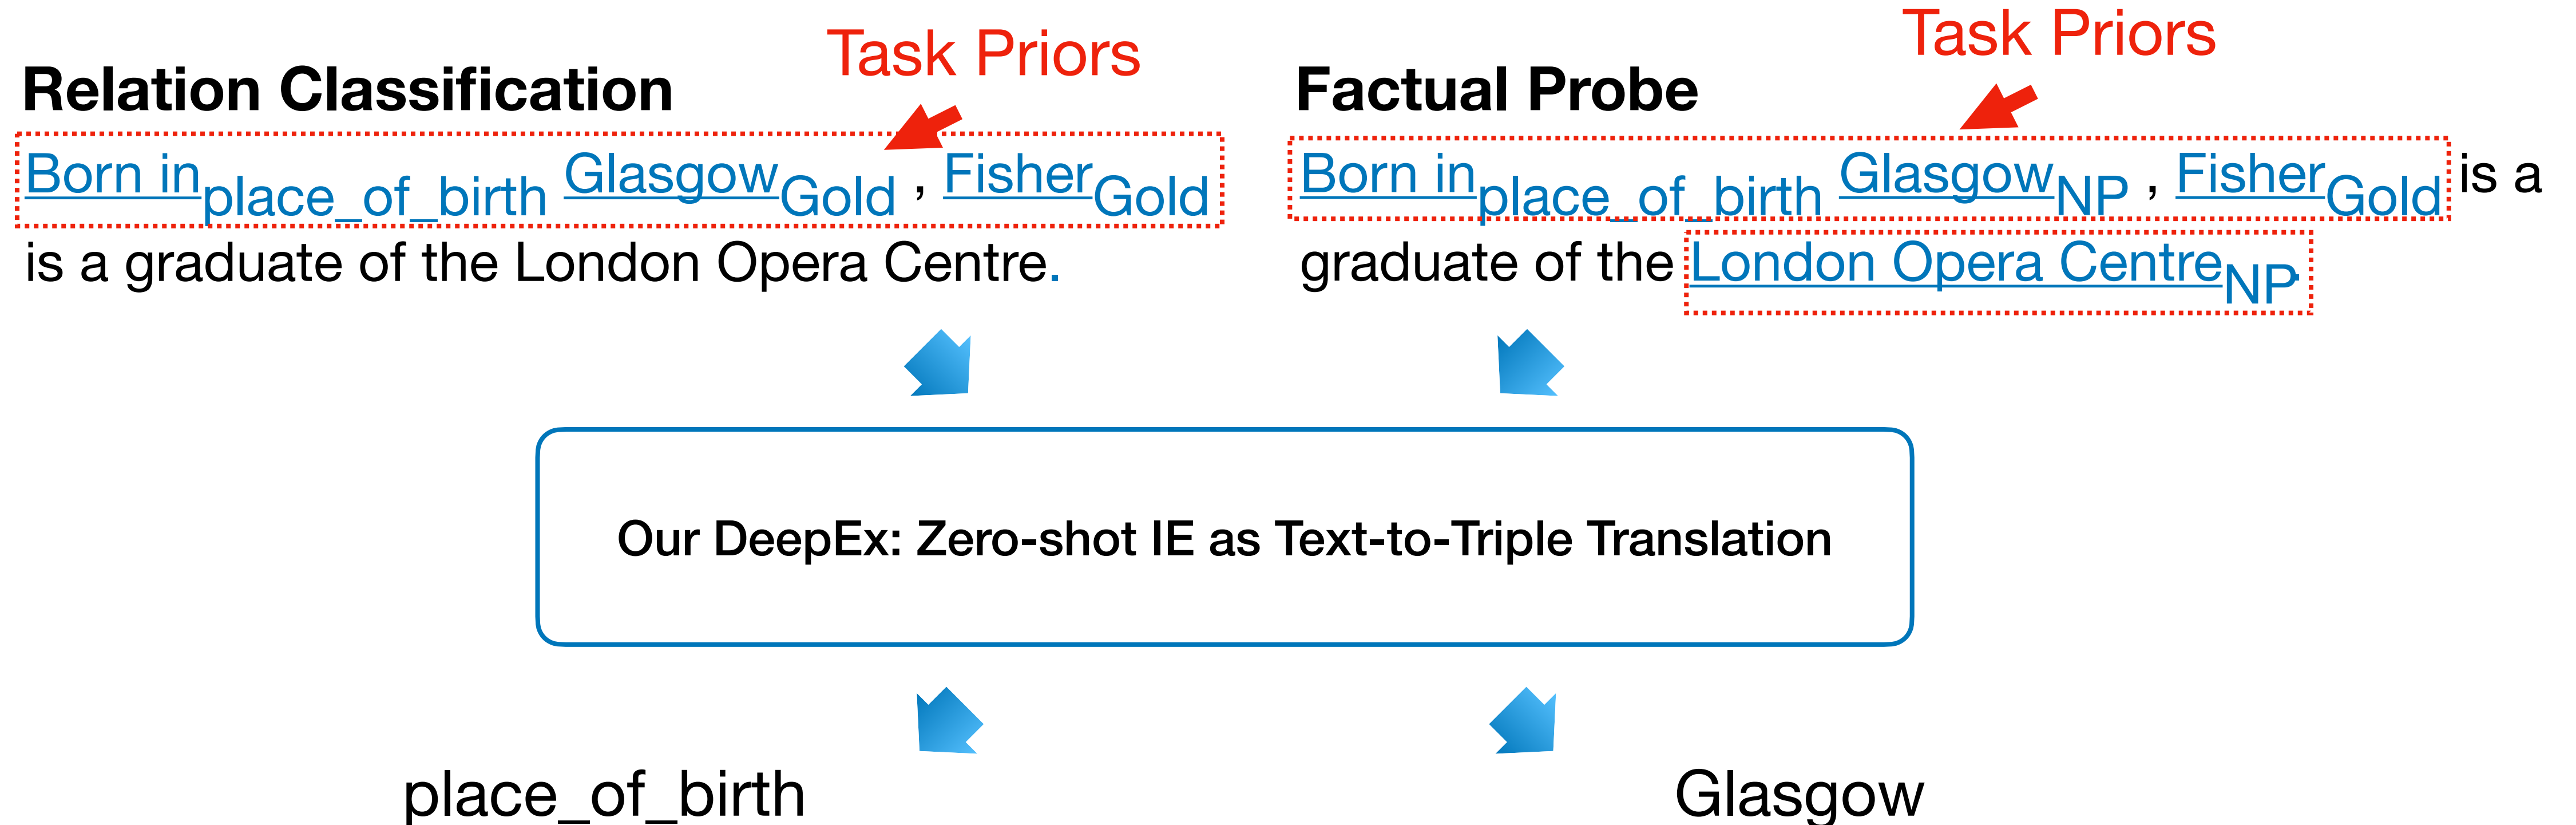 Task Priors
Relation Classification
Born in place_of_birth Glasgow Gold , Fisher Gold
is a graduate of the London Opera Centre.
Task Priors
Factual Probe
Born in place_of_birth Glasgow NP , Fisher Gold is a
graduate of the London Opera Centre NP.
Our DeepEx: Zero-shot IE as Text-to-Triple Translation
place_of_birth
Glasgow